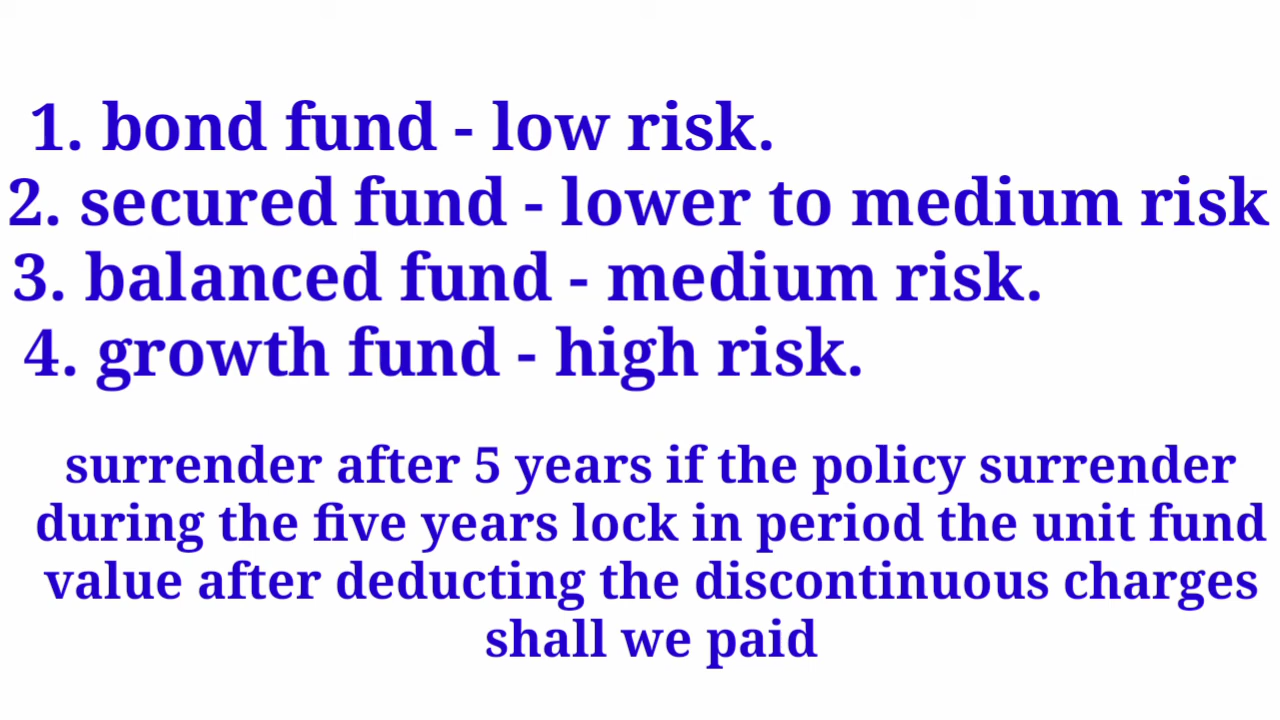 1. bond fund - low risk.
2. secured fund - lower to medium risk
3. balanced fund - medium risk.
4. growth fund - high risk.
surrender after 5 years if the policy surrender
during the five years lock in period the unit fund
value after deducting the discontinuous charges
shall we paid